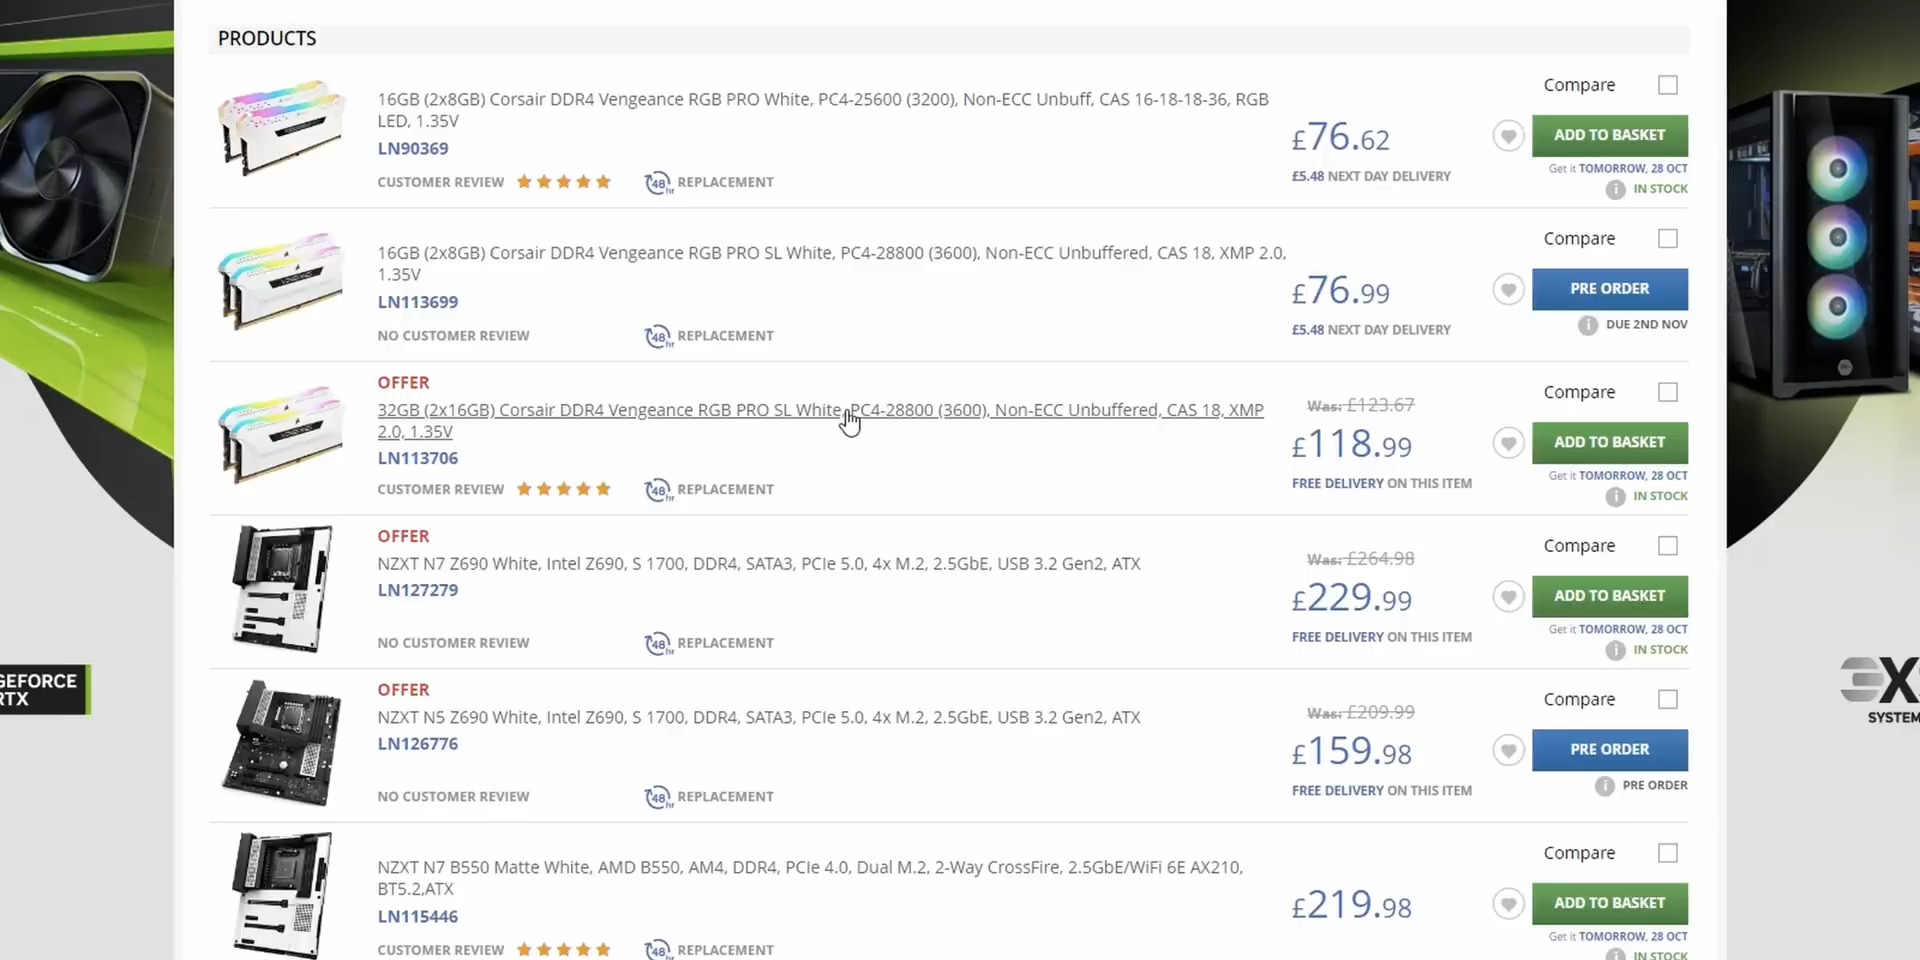 PRODUCTS
16GB (2x8GB) Corsair DDR4 Vengeance RGB PRO White, PC4-25600 (3200), Non-ECC Unbuff, CAS 16-18-18-36, RGB
LED, 1.35V
LN90369
CUSTOMER REVIEW
48hr REPLACEMENT
£76.62
£5.48 NEXT DAY DELIVERY
Compare
ADD TO BASKET
Get it TOMORROW, 28 OCT
i IN STOCK
16GB (2x8GB) Corsair DDR4 Vengeance RGB PRO SL White, PC4-28800 (3600), Non-ECC Unbuffered, CAS 18, XMP 2.0,
1.35V
LN113699
NO CUSTOMER REVIEW
48hr REPLACEMENT
£76.99
£5.48 NEXT DAY DELIVERY
Compare
PRE ORDER
i DUE 2ND NOV
OFFER
32GB (2x16GB) Corsair DDR4 Vengeance RGB PRO SL White, PC4-28800 (3600), Non-ECC Unbuffered, CAS 18, XMP
2.0, 1.35V
LN113706
CUSTOMER REVIEW
48hr REPLACEMENT
Was: £123.67
£118.99
FREE DELIVERY ON THIS ITEM
Compare
ADD TO BASKET
Get it TOMORROW, 28 OCT
i IN STOCK
OFFER
NZXT N7 Z690 White, Intel Z690, S 1700, DDR4, SATA3, PCIe 5.0, 4x M.2, 2.5GbE, USB 3.2 Gen2, ATX
LN127279
NO CUSTOMER REVIEW
48hr REPLACEMENT
Was: £264.98
£229.99
FREE DELIVERY ON THIS ITEM
Compare
ADD TO BASKET
Get it TOMORROW, 28 OCT
i IN STOCK
OFFER
NZXT N5 Z690 White, Intel Z690, S 1700, DDR4, SATA3, PCIe 5.0, 4x M.2, 2.5GbE, USB 3.2 Gen2, ATX
LN126776
NO CUSTOMER REVIEW
48hr REPLACEMENT
Was: £209.99
£159.98
FREE DELIVERY ON THIS ITEM
Compare
PRE ORDER
i PRE ORDER
NZXT N7 B550 Matte White, AMD B550, AM4, DDR4, PCIe 4.0, Dual M.2, 2-Way CrossFire, 2.5GbE/WiFi 6E AX210,
BT5.2,ATX
LN115446
CUSTOMER REVIEW
48hr REPLACEMENT
£219.98
Compare
ADD TO BASKET
Get it TOMORROW, 28 OCT
i IN STOCK
GEFORCE
RTX
3XS
SYSTEM